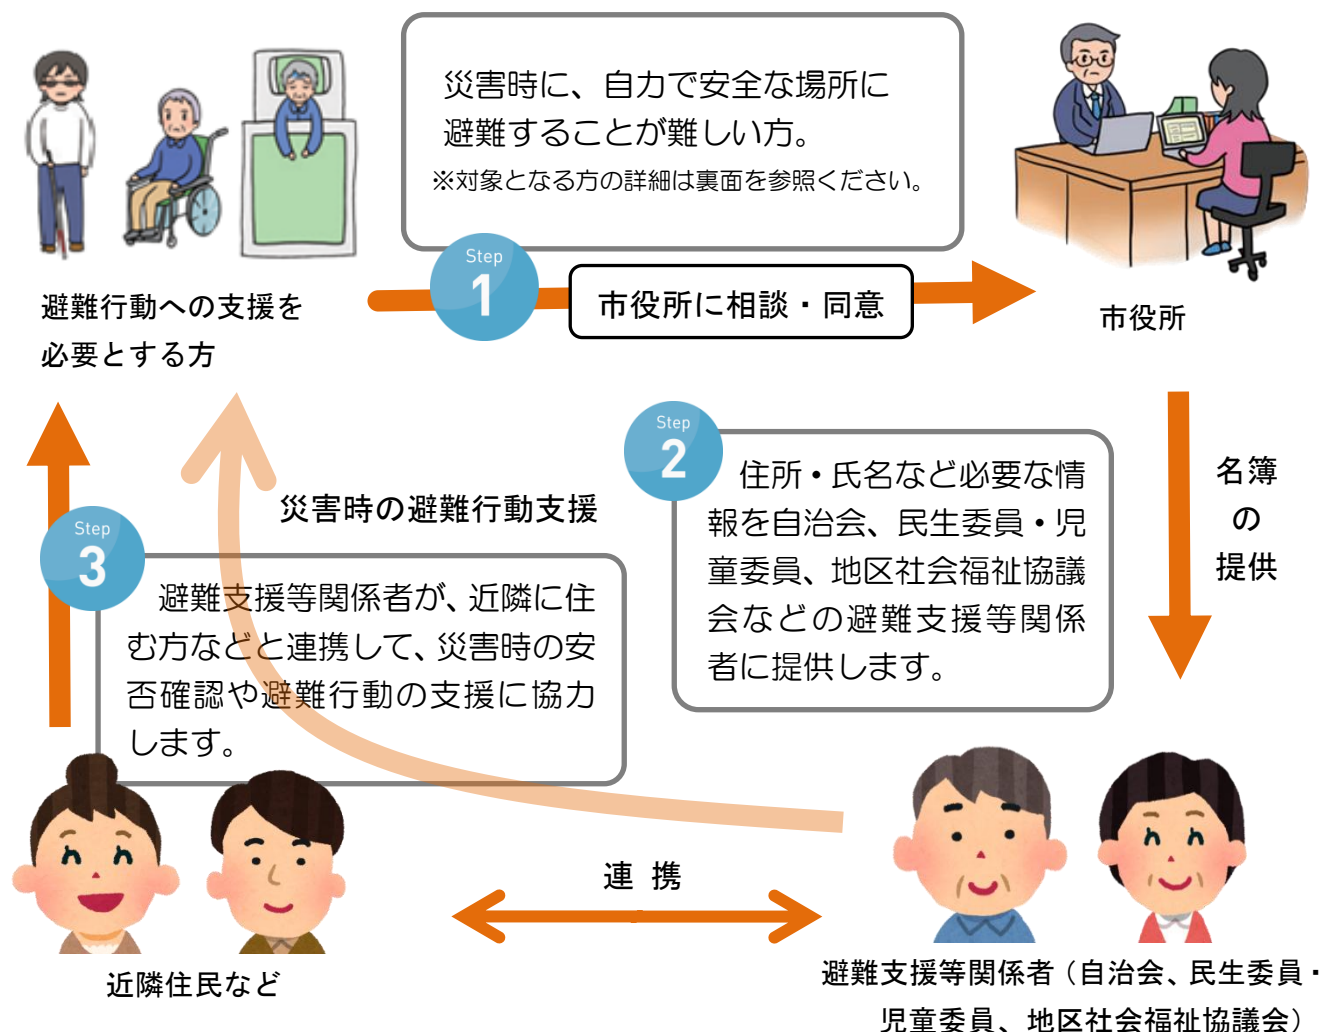 災害時に、自力で安全な場所に
避難することが難しい方。
※対象となる方の詳細は裏面を参照ください。
Step
1
市役所に相談・同意
避難行動への支援を
必要とする方
市役所
Step
2
住所・氏名など必要な情
報を自治会、民生委員・児
童委員、地区社会福祉協議
会などの避難支援等関係
者に提供します。
名簿
の
提供
災害時の避難行動支援
Step
3
避難支援等関係者が、近隣に住
む方などと連携して、災害時の安
否確認や避難行動の支援に協力
します。
連 携
近隣住民など
避難支援等関係者（自治会、民生委員・
児童委員、地区社会福祉協議会）